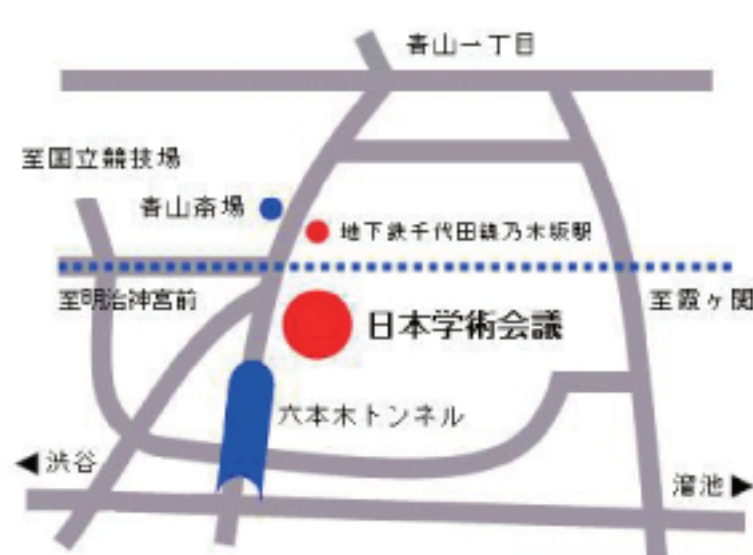 青山一丁目
至国立競技場
青山斎場
地下鉄千代田線乃木坂駅
至明治神宮前
至霞ヶ関
日本学術会議
六本木トンネル
◀渋谷
溜池▶